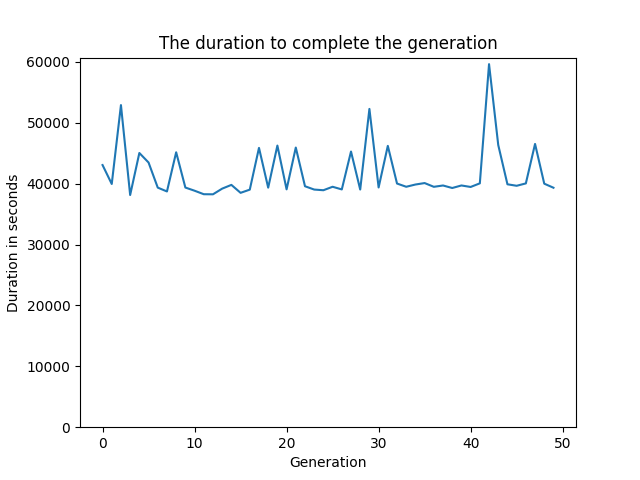 The duration to complete the generation
60000
50000
40000
30000
20000
10000
0
Duration in seconds
0 10 20 30 40 50
Generation